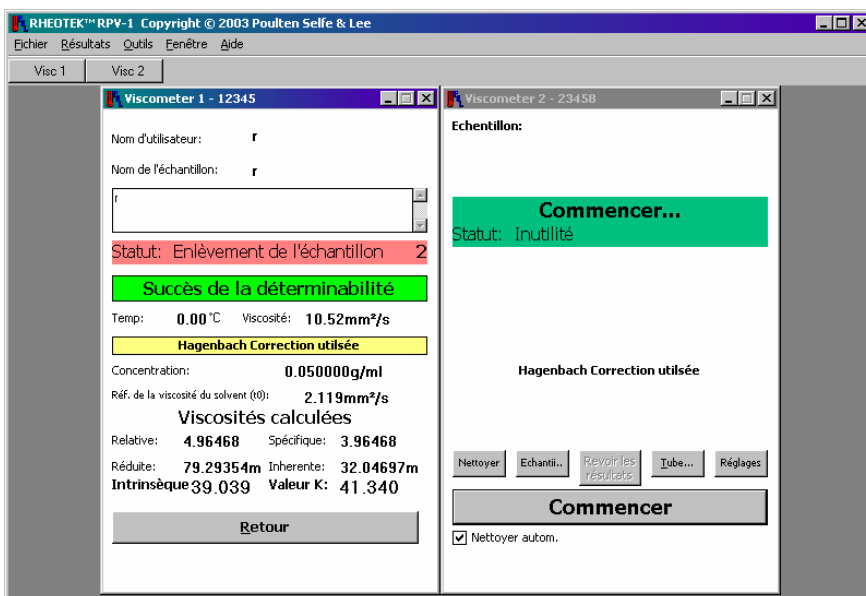 RHEOTEK™ RPV-1 Copyright © 2003 Poulten Selfe & Lee
Fichier Résultats Outils Fenêtre Aide
Visc 1 Visc 2
Viscometer 1 - 12345
Nom d'utilisateur: r
Nom de l'échantillon: r
r
Statut: Enlèvement de l'échantillon 2
Succès de la déterminabilité
Temp: 0.00 °C Viscosité: 10.52mm²/s
Hagenbach Correction utilsée
Concentration: 0.050000g/ml
Réf. de la viscosité du solvent (t0): 2.119mm²/s
Viscosités calculées
Relative: 4.96468 Spécifique: 3.96468
Réduite: 79.29354m Inherente: 32.04697m
Intrinsèque 39.039 Valeur K: 41.340
Retour
Viscometer 2 - 23458
Echentillon:
Commencer...
Statut: Inutilité
Hagenbach Correction utilsée
Nettoyer Echantii.. Revoir les résultats Tube... Réglages
Commencer
Nettoyer autom.